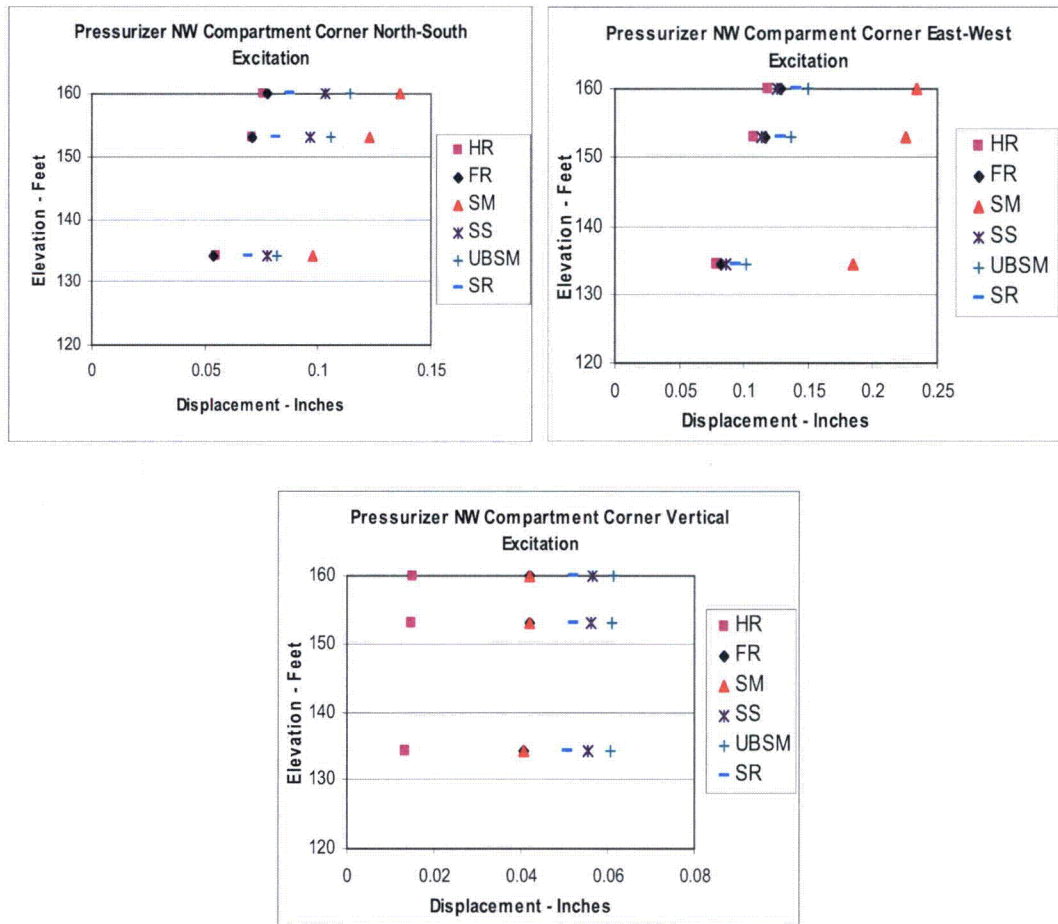 Pressurizer NW Compartment Corner North-South
Excitation
160
150
140
130
120
Elevation - Feet
0 0.05 0.1 0.15
Displacement - Inches
HR
FR
SM
SS
UBSM
SR
Pressurizer NW Comparment Corner East-West
Excitation
160
150
140
130
120
Elevation - Feet
0 0.05 0.1 0.15 0.2 0.25
Displacement - Inches
HR
FR
SM
SS
UBSM
SR
Pressurizer NW Compartment Corner Vertical
Excitation
160
150
140
130
120
Elevation - Feet
0 0.02 0.04 0.06 0.08
Displacement - Inches
HR
FR
SM
SS
UBSM
SR